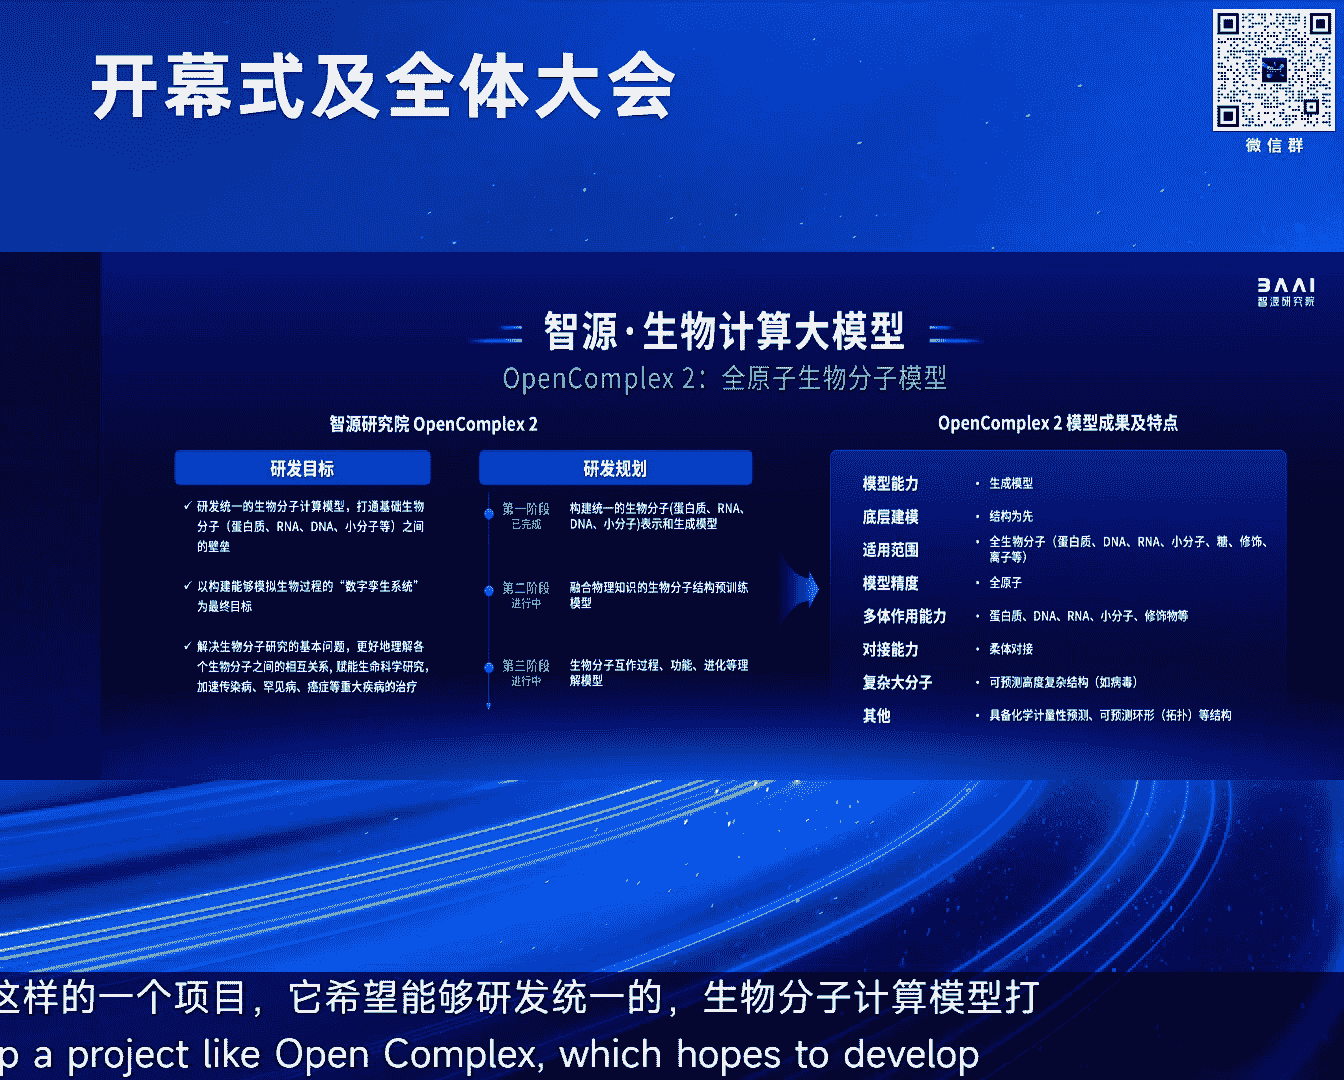 开幕式及全体大会
微信群
BAAI
智源研究院
智源·生物计算大模型
OpenComplex 2：全原子生物分子模型
智源研究院 OpenComplex 2
研发目标
✓ 研发统一的生物分子计算模型，打通基础生物
分子（蛋白质、RNA、DNA、小分子等）之间
的壁垒
✓ 以构建能够模拟生物过程的“数字孪生系统”
为最终目标
✓ 解决生物分子研究的基本问题，更好地理解各
个生物分子之间的相互关系, 赋能生命科学研究,
加速传染病、罕见病、癌症等重大疾病的治疗
研发规划
第一阶段
已完成
构建统一的生物分子(蛋白质、RNA、
DNA、小分子)表示和生成模型
第二阶段
进行中
融合物理知识的生物分子结构预训练
模型
第三阶段
进行中
生物分子互作过程、功能、进化等理
解模型
OpenComplex 2 模型成果及特点
模型能力 • 生成模型
底层建模 • 结构为先
适用范围 • 全生物分子（蛋白质、DNA、RNA、小分子、糖、修饰、
离子等）
模型精度 • 全原子
多体作用能力 • 蛋白质、DNA、RNA、小分子、修饰物等
对接能力 • 柔体对接
复杂大分子 • 可预测高度复杂结构（如病毒）
其他 • 具备化学计量性预测、可预测环形（拓扑）等结构
这样的一个项目，它希望能够研发统一的，生物分子计算模型打
p a project like Open Complex, which hopes to develop